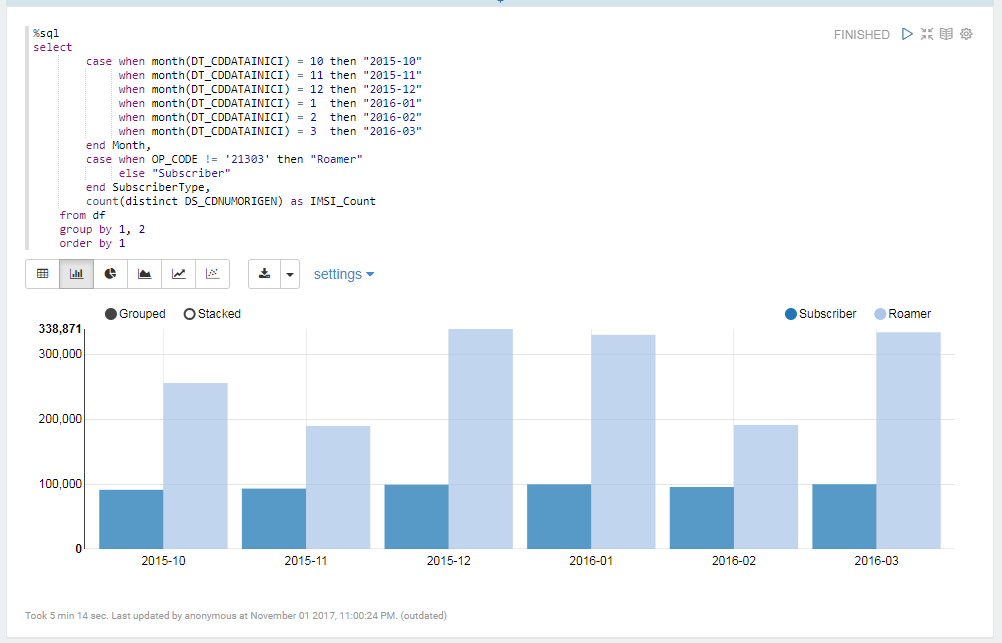 %sql
FINISHED
select
case when month(DT_CDDATAINICI) = 10 then "2015-10"
when month(DT_CDDATAINICI) = 11 then "2015-11"
when month(DT_CDDATAINICI) = 12 then "2015-12"
when month(DT_CDDATAINICI) = 1 then "2016-01"
when month(DT_CDDATAINICI) = 2 then "2016-02"
when month(DT_CDDATAINICI) = 3 then "2016-03"
end Month,
case when OP_CODE != '21303' then "Roamer"
else "Subscriber"
end SubscriberType,
count(distinct DS_CDNUMORIGEN) as IMSI_Count
from df
group by 1, 2
order by 1
settings
Grouped Stacked Subscriber Roamer
338,871
300,000
200,000
100,000
0
2015-10 2015-11 2015-12 2016-01 2016-02 2016-03
Took 5 min 14 sec. Last updated by anonymous at November 01 2017, 11:00:24 PM. (outdated)